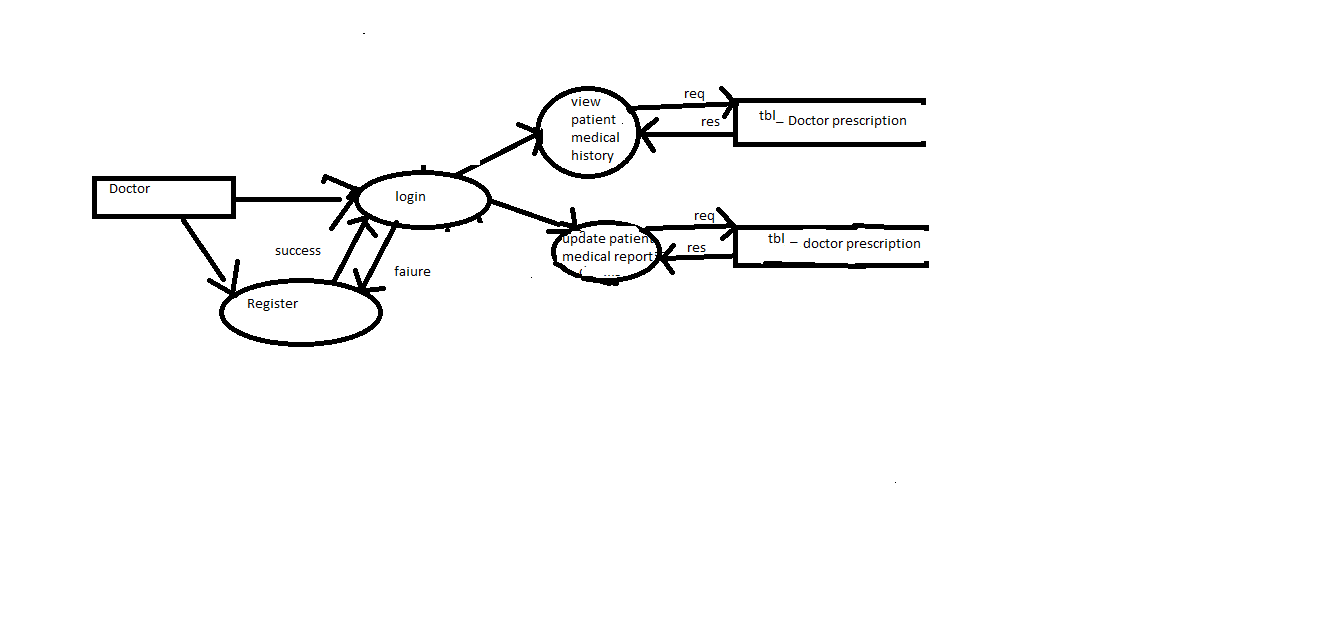 view
patient
medical
history
req
res
tbl_ Doctor prescription
Doctor
login
success
faiure
Register
update patient
medical report
req
res
tbl _ doctor prescription